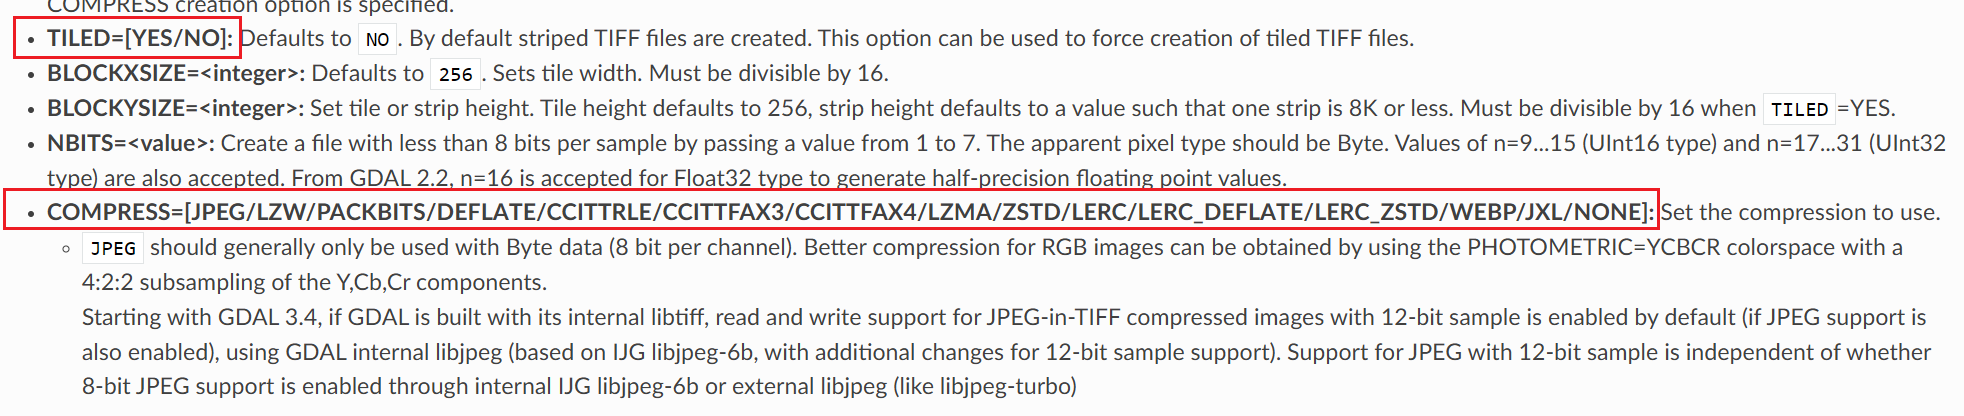 COMPRESS creation option is specified.
• TILED=[YES/NO]: Defaults to NO . By default striped TIFF files are created. This option can be used to force creation of tiled TIFF files.
• BLOCKXSIZE=<integer>: Defaults to 256 . Sets tile width. Must be divisible by 16.
• BLOCKYSIZE=<integer>: Set tile or strip height. Tile height defaults to 256, strip height defaults to a value such that one strip is 8K or less. Must be divisible by 16 when TILED =YES.
• NBITS=<value>: Create a file with less than 8 bits per sample by passing a value from 1 to 7. The apparent pixel type should be Byte. Values of n=9...15 (UInt16 type) and n=17...31 (UInt32
type) are also accepted. From GDAL 2.2, n=16 is accepted for Float32 type to generate half-precision floating point values.
• COMPRESS=[JPEG/LZW/PACKBITS/DEFLATE/CCITTRLE/CCITTFAX3/CCITTFAX4/LZMA/ZSTD/LERC/LERC_DEFLATE/LERC_ZSTD/WEBP/JXL/NONE]: Set the compression to use.
◦ JPEG should generally only be used with Byte data (8 bit per channel). Better compression for RGB images can be obtained by using the PHOTOMETRIC=YCBCR colorspace with a
4:2:2 subsampling of the Y,Cb,Cr components.
Starting with GDAL 3.4, if GDAL is built with its internal libtiff, read and write support for JPEG-in-TIFF compressed images with 12-bit sample is enabled by default (if JPEG support is
also enabled), using GDAL internal libjpeg (based on IJG libjpeg-6b, with additional changes for 12-bit sample support). Support for JPEG with 12-bit sample is independent of whether
8-bit JPEG support is enabled through internal IJG libjpeg-6b or external libjpeg (like libjpeg-turbo)